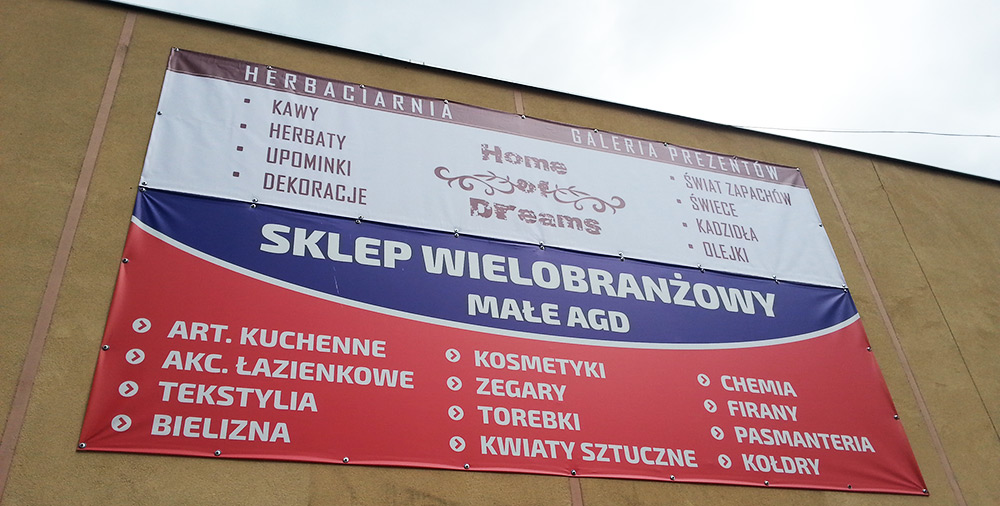 HERBACIARNIA
KAWY
HERBATY
UPOMINKI
DEKORACJE
Home
of
Dreams
GALERIA PREZENTÓW
ŚWIAT ZAPACHÓW
ŚWIECE
KADZIDŁA
OLEJKI
SKLEP WIELOBRANŻOWY
MAŁE AGD
ART. KUCHENNE
AKC. ŁAZIENKOWE
TEKSTYLIA
BIELIZNA
KOSMETYKI
ZEGARY
TOREBKI
KWIATY SZTUCZNE
CHEMIA
FIRANY
PASMANTERIA
KOŁDRY